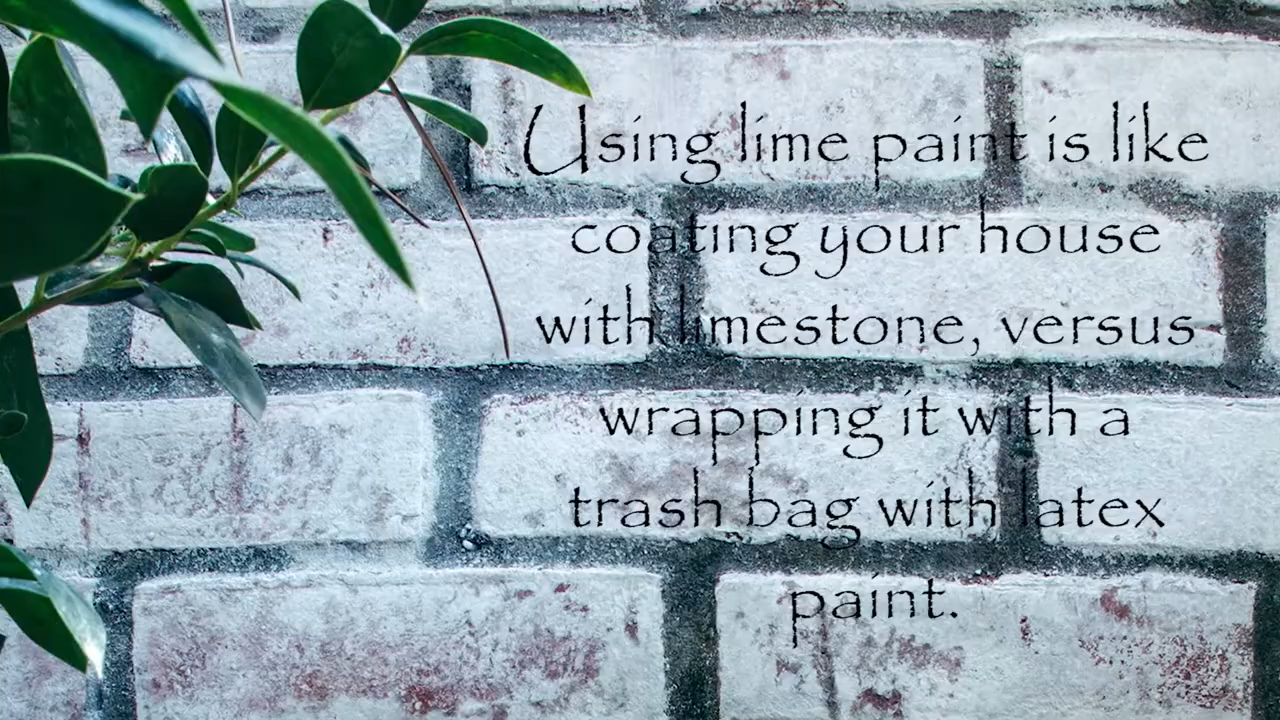 Using lime paint is like
coating your house
with limestone, versus
wrapping it with a
trash bag with latex
paint.